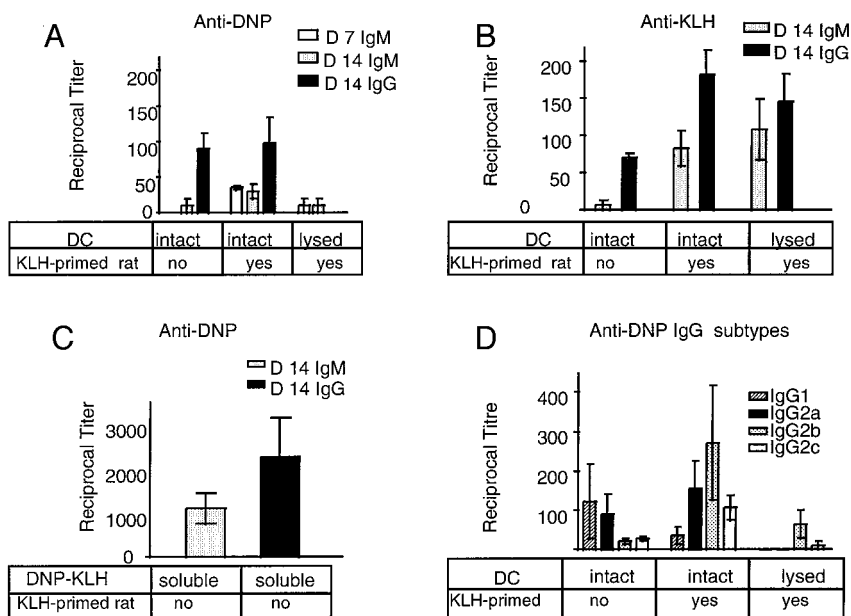 A
Anti-DNP
D 7 IgM
D 14 IgM
D 14 IgG
Reciprocal Titer
200
150
100
50
0
DC intact intact lysed
KLH-primed rat no yes yes
B
Anti-KLH
D 14 IgM
D 14 IgG
Reciprocal Titer
200
150
100
50
0
DC intact intact lysed
KLH-primed rat no yes yes
C
Anti-DNP
D 14 IgM
D 14 IgG
Reciprocal Titer
3000
2000
1000
0
DNP-KLH soluble soluble
KLH-primed rat no no
D
Anti-DNP IgG subtypes
IgG1
IgG2a
IgG2b
IgG2c
Reciprocal Titre
400
300
200
100
DC intact intact lysed
KLH-primed no yes yes